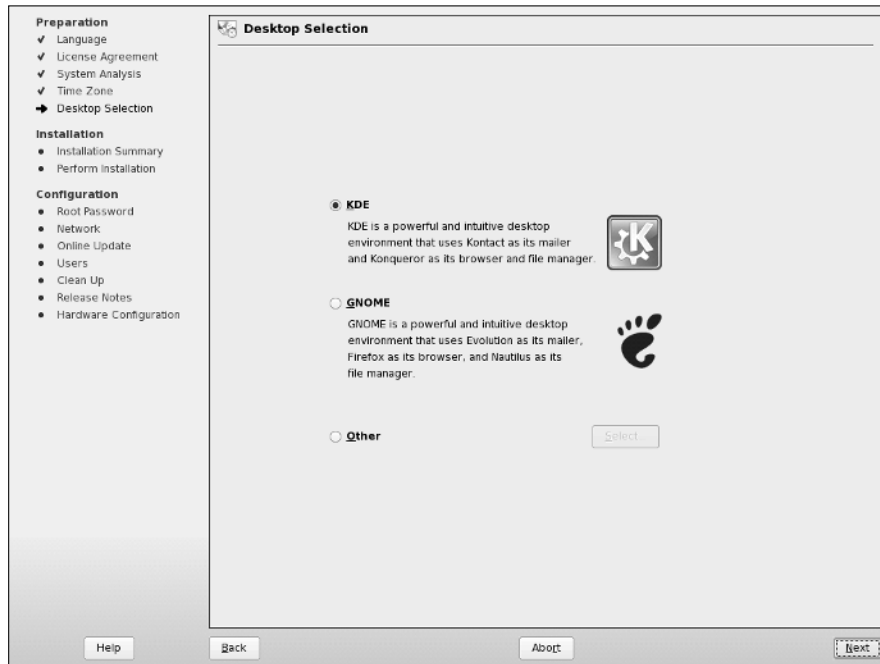 Preparation
Language
License Agreement
System Analysis
Time Zone
Desktop Selection
Installation
Installation Summary
Perform Installation
Configuration
Root Password
Network
Online Update
Users
Clean Up
Release Notes
Hardware Configuration
Desktop Selection
KDE
KDE is a powerful and intuitive desktop
environment that uses Kontact as its mailer
and Konqueror as its browser and file manager.
GNOME
GNOME is a powerful and intuitive desktop
environment that uses Evolution as its mailer,
Firefox as its browser, and Nautilus as its
file manager.
Other
Select...
Help
Back
Abort
Next